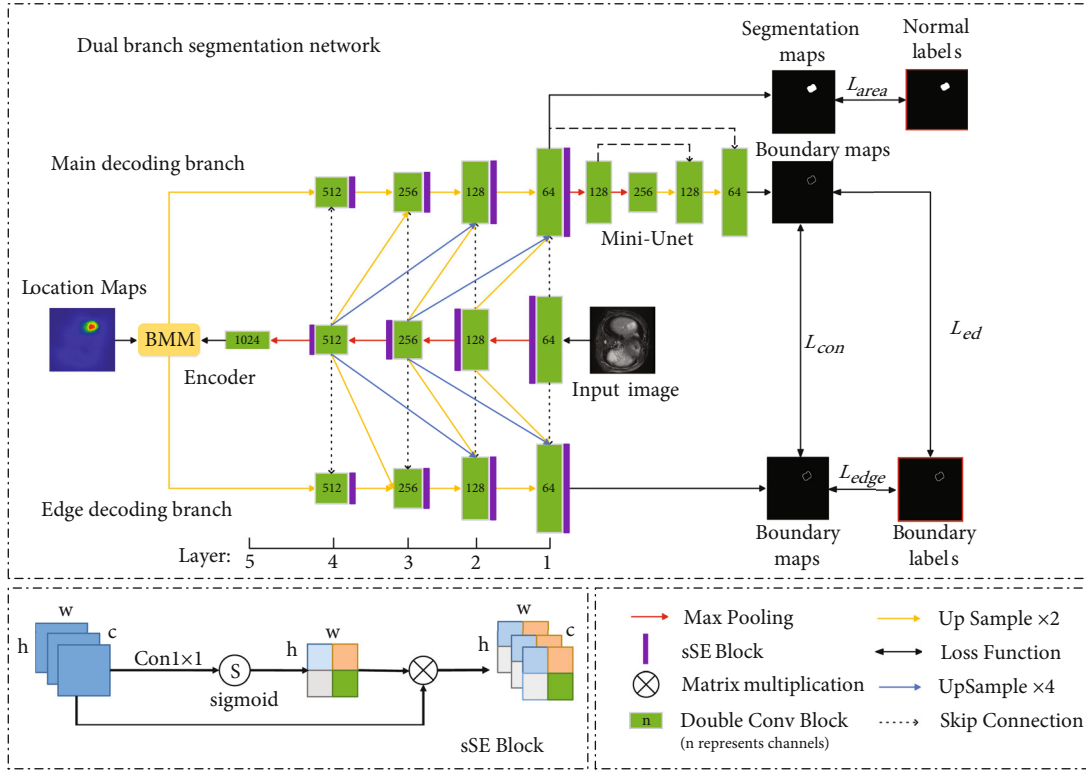 Dual branch segmentation network
Segmentation maps
Normal labels
L_area
Main decoding branch
Boundary maps
512
256
128
64
128
256
128
64
Mini-Unet
Location Maps
BMM
1024
512
256
128
64
Encoder
Input image
L_con
L_ed
512
256
128
64
Edge decoding branch
L_edge
Boundary maps
Boundary labels
Layer:
5
4
3
2
1
w
h
c
Con1×1
S
sigmoid
w
h
w
h
c
sSE Block
Max Pooling
Up Sample ×2
sSE Block
Loss Function
Matrix multiplication
UpSample ×4
n
Double Conv Block
(n represents channels)
Skip Connection